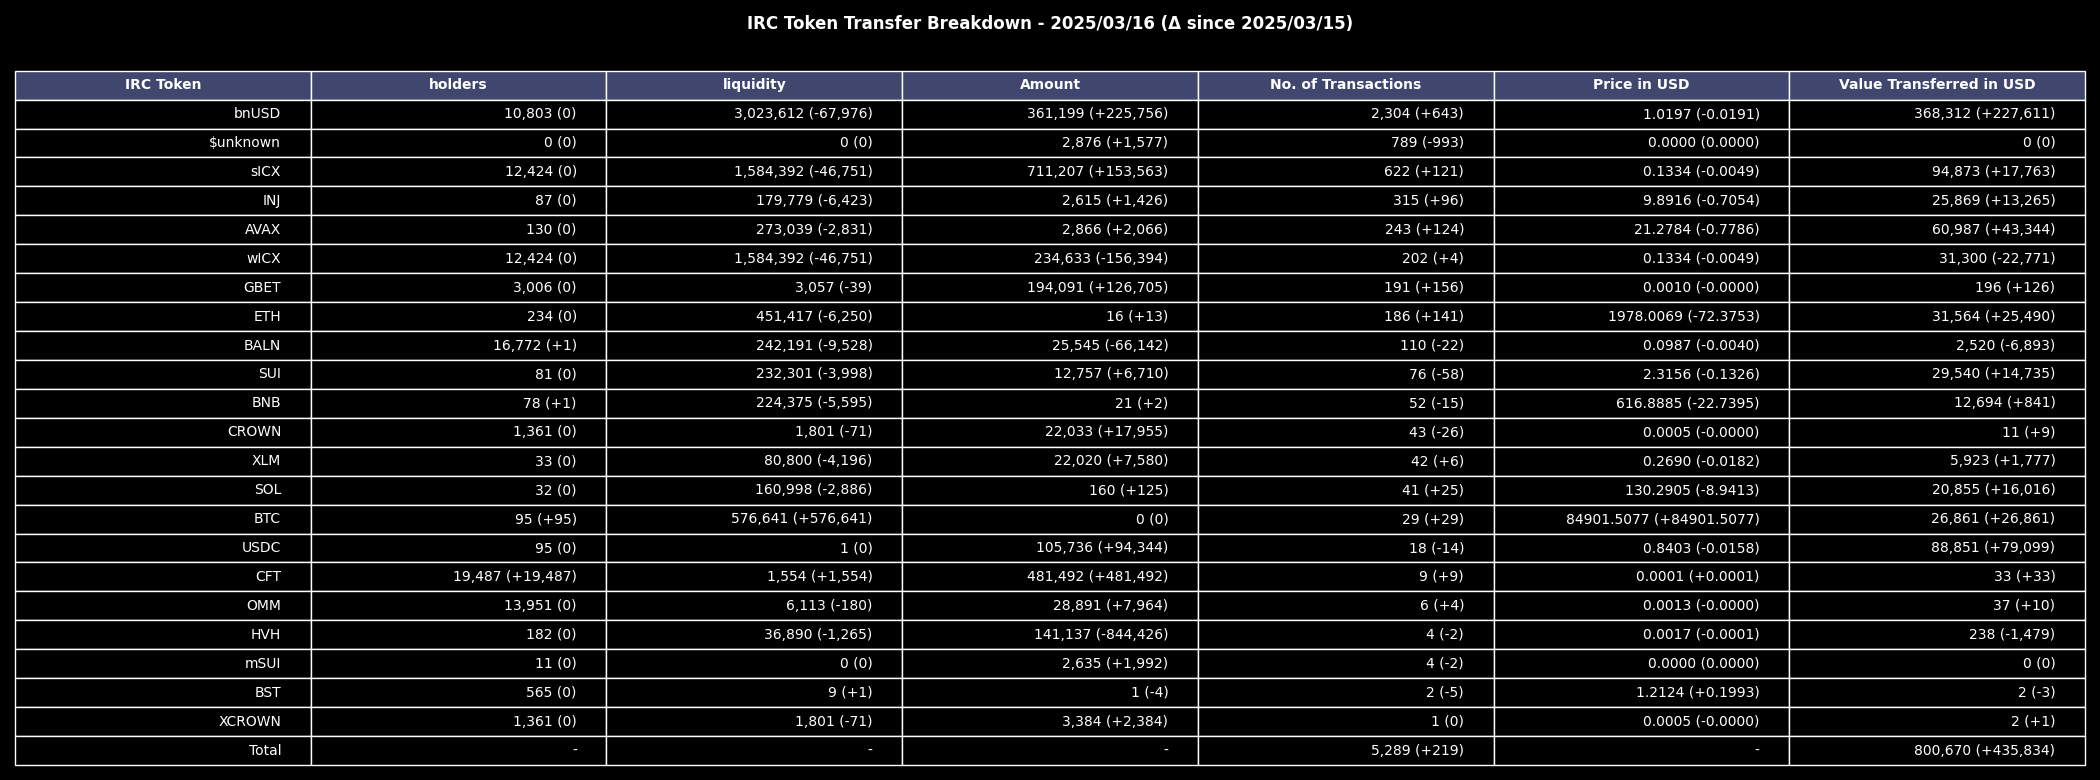 IRC Token Transfer Breakdown - 2025/03/16 (Δ since 2025/03/15)
IRC Token holders liquidity Amount No. of Transactions Price in USD Value Transferred in USD
bnUSD 10,803 (0) 3,023,612 (-67,976) 361,199 (+225,756) 2,304 (+643) 1.0197 (-0.0191) 368,312 (+227,611)
$unknown 0 (0) 0 (0) 2,876 (+1,577) 789 (-993) 0.0000 (0.0000) 0 (0)
sICX 12,424 (0) 1,584,392 (-46,751) 711,207 (+153,563) 622 (+121) 0.1334 (-0.0049) 94,873 (+17,763)
INJ 87 (0) 179,779 (-6,423) 2,615 (+1,426) 315 (+96) 9.8916 (-0.7054) 25,869 (+13,265)
AVAX 130 (0) 273,039 (-2,831) 2,866 (+2,066) 243 (+124) 21.2784 (-0.7786) 60,987 (+43,344)
wICX 12,424 (0) 1,584,392 (-46,751) 234,633 (-156,394) 202 (+4) 0.1334 (-0.0049) 31,300 (-22,771)
GBET 3,006 (0) 3,057 (-39) 194,091 (+126,705) 191 (+156) 0.0010 (-0.0000) 196 (+126)
ETH 234 (0) 451,417 (-6,250) 16 (+13) 186 (+141) 1978.0069 (-72.3753) 31,564 (+25,490)
BALN 16,772 (+1) 242,191 (-9,528) 25,545 (-66,142) 110 (-22) 0.0987 (-0.0040) 2,520 (-6,893)
SUI 81 (0) 232,301 (-3,998) 12,757 (+6,710) 76 (-58) 2.3156 (-0.1326) 29,540 (+14,735)
BNB 78 (+1) 224,375 (-5,595) 21 (+2) 52 (-15) 616.8885 (-22.7395) 12,694 (+841)
CROWN 1,361 (0) 1,801 (-71) 22,033 (+17,955) 43 (-26) 0.0005 (-0.0000) 11 (+9)
XLM 33 (0) 80,800 (-4,196) 22,020 (+7,580) 42 (+6) 0.2690 (-0.0182) 5,923 (+1,777)
SOL 32 (0) 160,998 (-2,886) 160 (+125) 41 (+25) 130.2905 (-8.9413) 20,855 (+16,016)
BTC 95 (+95) 576,641 (+576,641) 0 (0) 29 (+29) 84901.5077 (+84901.5077) 26,861 (+26,861)
USDC 95 (0) 1 (0) 105,736 (+94,344) 18 (-14) 0.8403 (-0.0158) 88,851 (+79,099)
CFT 19,487 (+19,487) 1,554 (+1,554) 481,492 (+481,492) 9 (+9) 0.0001 (+0.0001) 33 (+33)
OMM 13,951 (0) 6,113 (-180) 28,891 (+7,964) 6 (+4) 0.0013 (-0.0000) 37 (+10)
HVH 182 (0) 36,890 (-1,265) 141,137 (-844,426) 4 (-2) 0.0017 (-0.0001) 238 (-1,479)
mSUI 11 (0) 0 (0) 2,635 (+1,992) 4 (-2) 0.0000 (0.0000) 0 (0)
BST 565 (0) 9 (+1) 1 (-4) 2 (-5) 1.2124 (+0.1993) 2 (-3)
XCROWN 1,361 (0) 1,801 (-71) 3,384 (+2,384) 1 (0) 0.0005 (-0.0000) 2 (+1)
Total - - - 5,289 (+219) - 800,670 (+435,834)